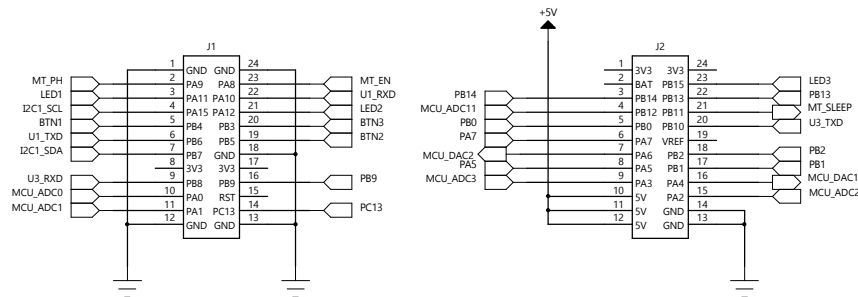 +5V
J1
1 GND GND 24
MT_PH 2 PA9 PA8 23 MT_EN
LED1 3 PA11 PA10 22 U1_RXD
I2C1_SCL 4 PA15 PA12 21 LED2
BTN1 5 PB4 PB3 20 BTN3
U1_TXD 6 PB6 PB5 19 BTN2
I2C1_SDA 7 PB7 GND 18
8 3V3 3V3 17
U3_RXD 9 PB8 PB9 16 PB9
MCU_ADC0 10 PA0 RST 15
MCU_ADC1 11 PA1 PC13 14 PC13
12 GND GND 13
J2
1 3V3 3V3 24
2 BAT PB15 23 LED3
PB14 3 PB14 PB13 22 PB13
MCU_ADC11 4 PB12 PB11 21 MT_SLEEP
PB0 5 PB0 PB10 20 U3_TXD
PA7 6 PA7 VREF 19
MCU_DAC2 7 PA6 PB2 18 PB2
PA5 8 PA5 PB1 17 PB1
MCU_ADC3 9 PA3 PA4 16 MCU_DAC1
10 5V PA2 15 MCU_ADC2
11 5V GND 14
12 5V GND 13